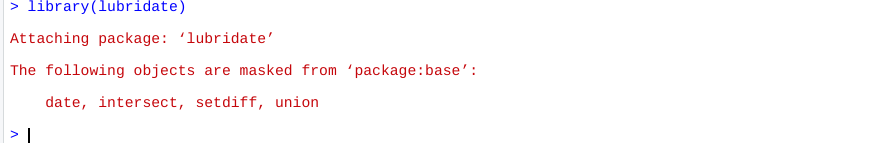 > library(lubridate)
Attaching package: ‘lubridate’
The following objects are masked from ‘package:base’:
    date, intersect, setdiff, union
>